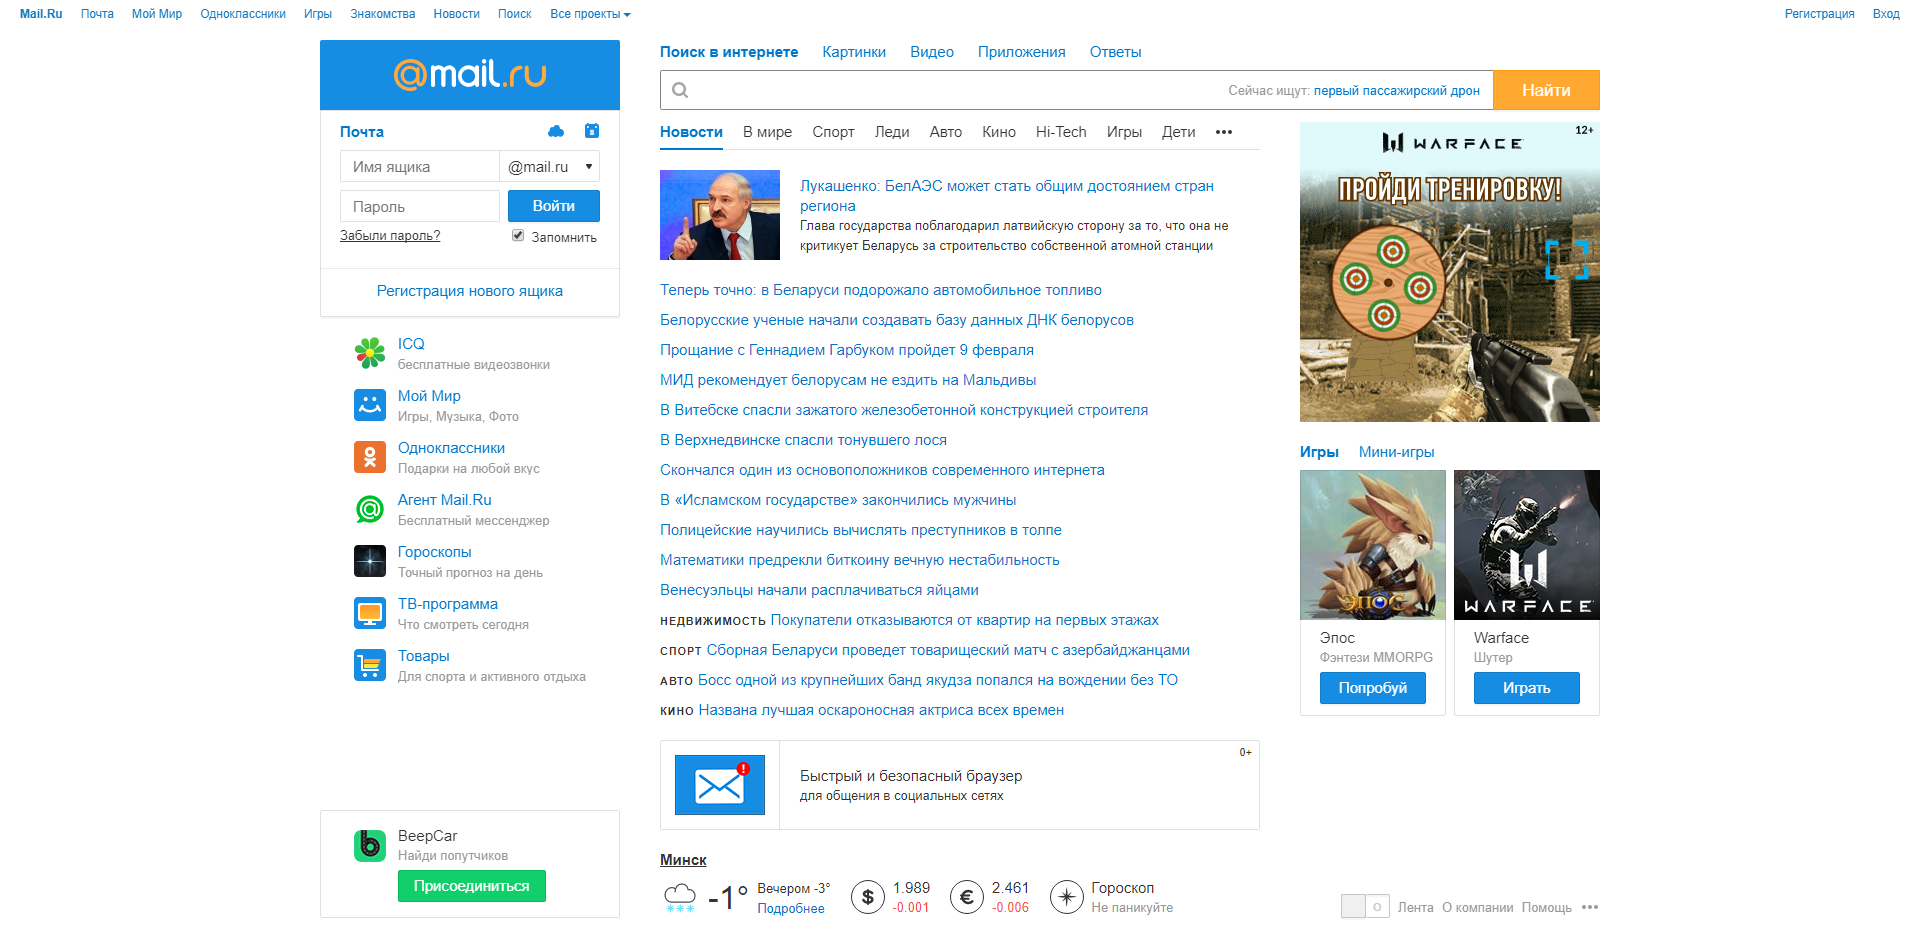 Mail.Ru Почта Мой Мир Одноклассники Игры Знакомства Новости Поиск Все проекты
Регистрация Вход
@mail.ru
Почта
Имя ящика @mail.ru
Пароль Войти
Забыли пароль? Запомнить
Регистрация нового ящика
ICQ
бесплатные видеозвонки
Мой Мир
Игры, Музыка, Фото
Одноклассники
Подарки на любой вкус
Агент Mail.Ru
Бесплатный мессенджер
Гороскопы
Точный прогноз на день
ТВ-программа
Что смотреть сегодня
Товары
Для спорта и активного отдыха
BeepCar
Найди попутчиков
Присоединиться
Поиск в интернете Картинки Видео Приложения Ответы
Сейчас ищут: первый пассажирский дрон Найти
Новости В мире Спорт Леди Авто Кино Hi-Tech Игры Дети •••
Лукашенко: БелАЭС может стать общим достоянием стран
региона
Глава государства поблагодарил латвийскую сторону за то, что она не
критикует Беларусь за строительство собственной атомной станции
Теперь точно: в Беларуси подорожало автомобильное топливо
Белорусские ученые начали создавать базу данных ДНК белорусов
Прощание с Геннадием Гарбуком пройдет 9 февраля
МИД рекомендует белорусам не ездить на Мальдивы
В Витебске спасли зажатого железобетонной конструкцией строителя
В Верхнедвинске спасли тонувшего лося
Скончался один из основоположников современного интернета
В «Исламском государстве» закончились мужчины
Полицейские научились вычислять преступников в толпе
Математики предрекли биткоину вечную нестабильность
Венесуэльцы начали расплачиваться яйцами
НЕДВИЖИМОСТЬ Покупатели отказываются от квартир на первых этажах
СПОРТ Сборная Беларуси проведет товарищеский матч с азербайджанцами
АВТО Босс одной из крупнейших банд якудза попался на вождении без ТО
КИНО Названа лучшая оскароносная актриса всех времен
0+
Быстрый и безопасный браузер
для общения в социальных сетях
Минск
-1° Вечером -3°
Подробнее
$ 1.989
-0.001
€ 2.461
-0.006
Гороскоп
Не паникуйте
12+
WARFACE
ПРОЙДИ ТРЕНИРОВКУ!
Игры Мини-игры
ЭПОС
WARFACE
Эпос
Фэнтези MMORPG
Попробуй
Warface
Шутер
Играть
Лента О компании Помощь •••